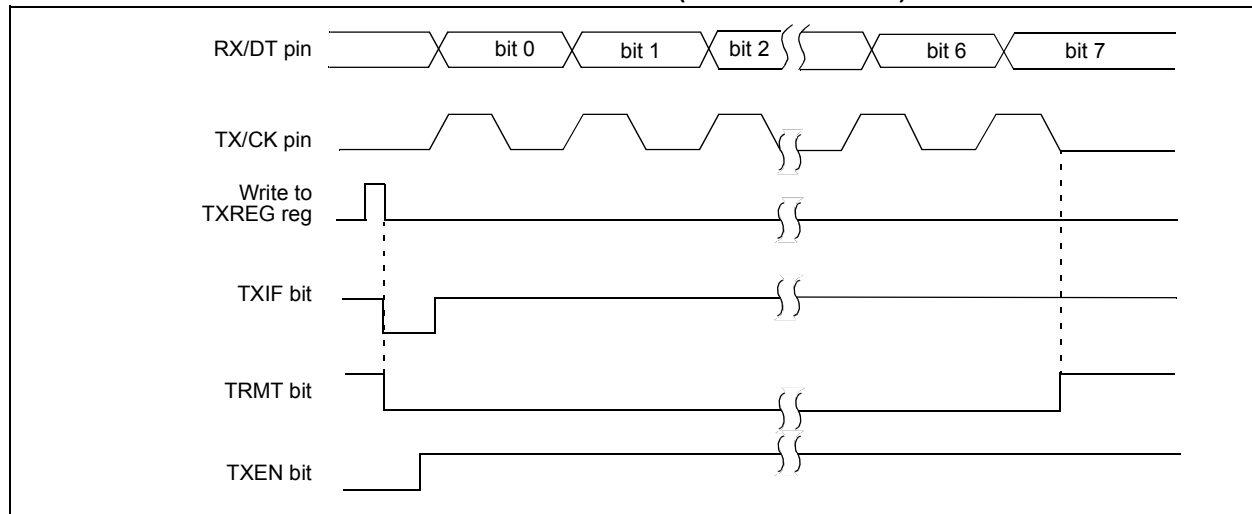 RX/DT pin
bit 0
bit 1
bit 2
bit 6
bit 7
TX/CK pin
Write to
TXREG reg
TXIF bit
TRMT bit
TXEN bit